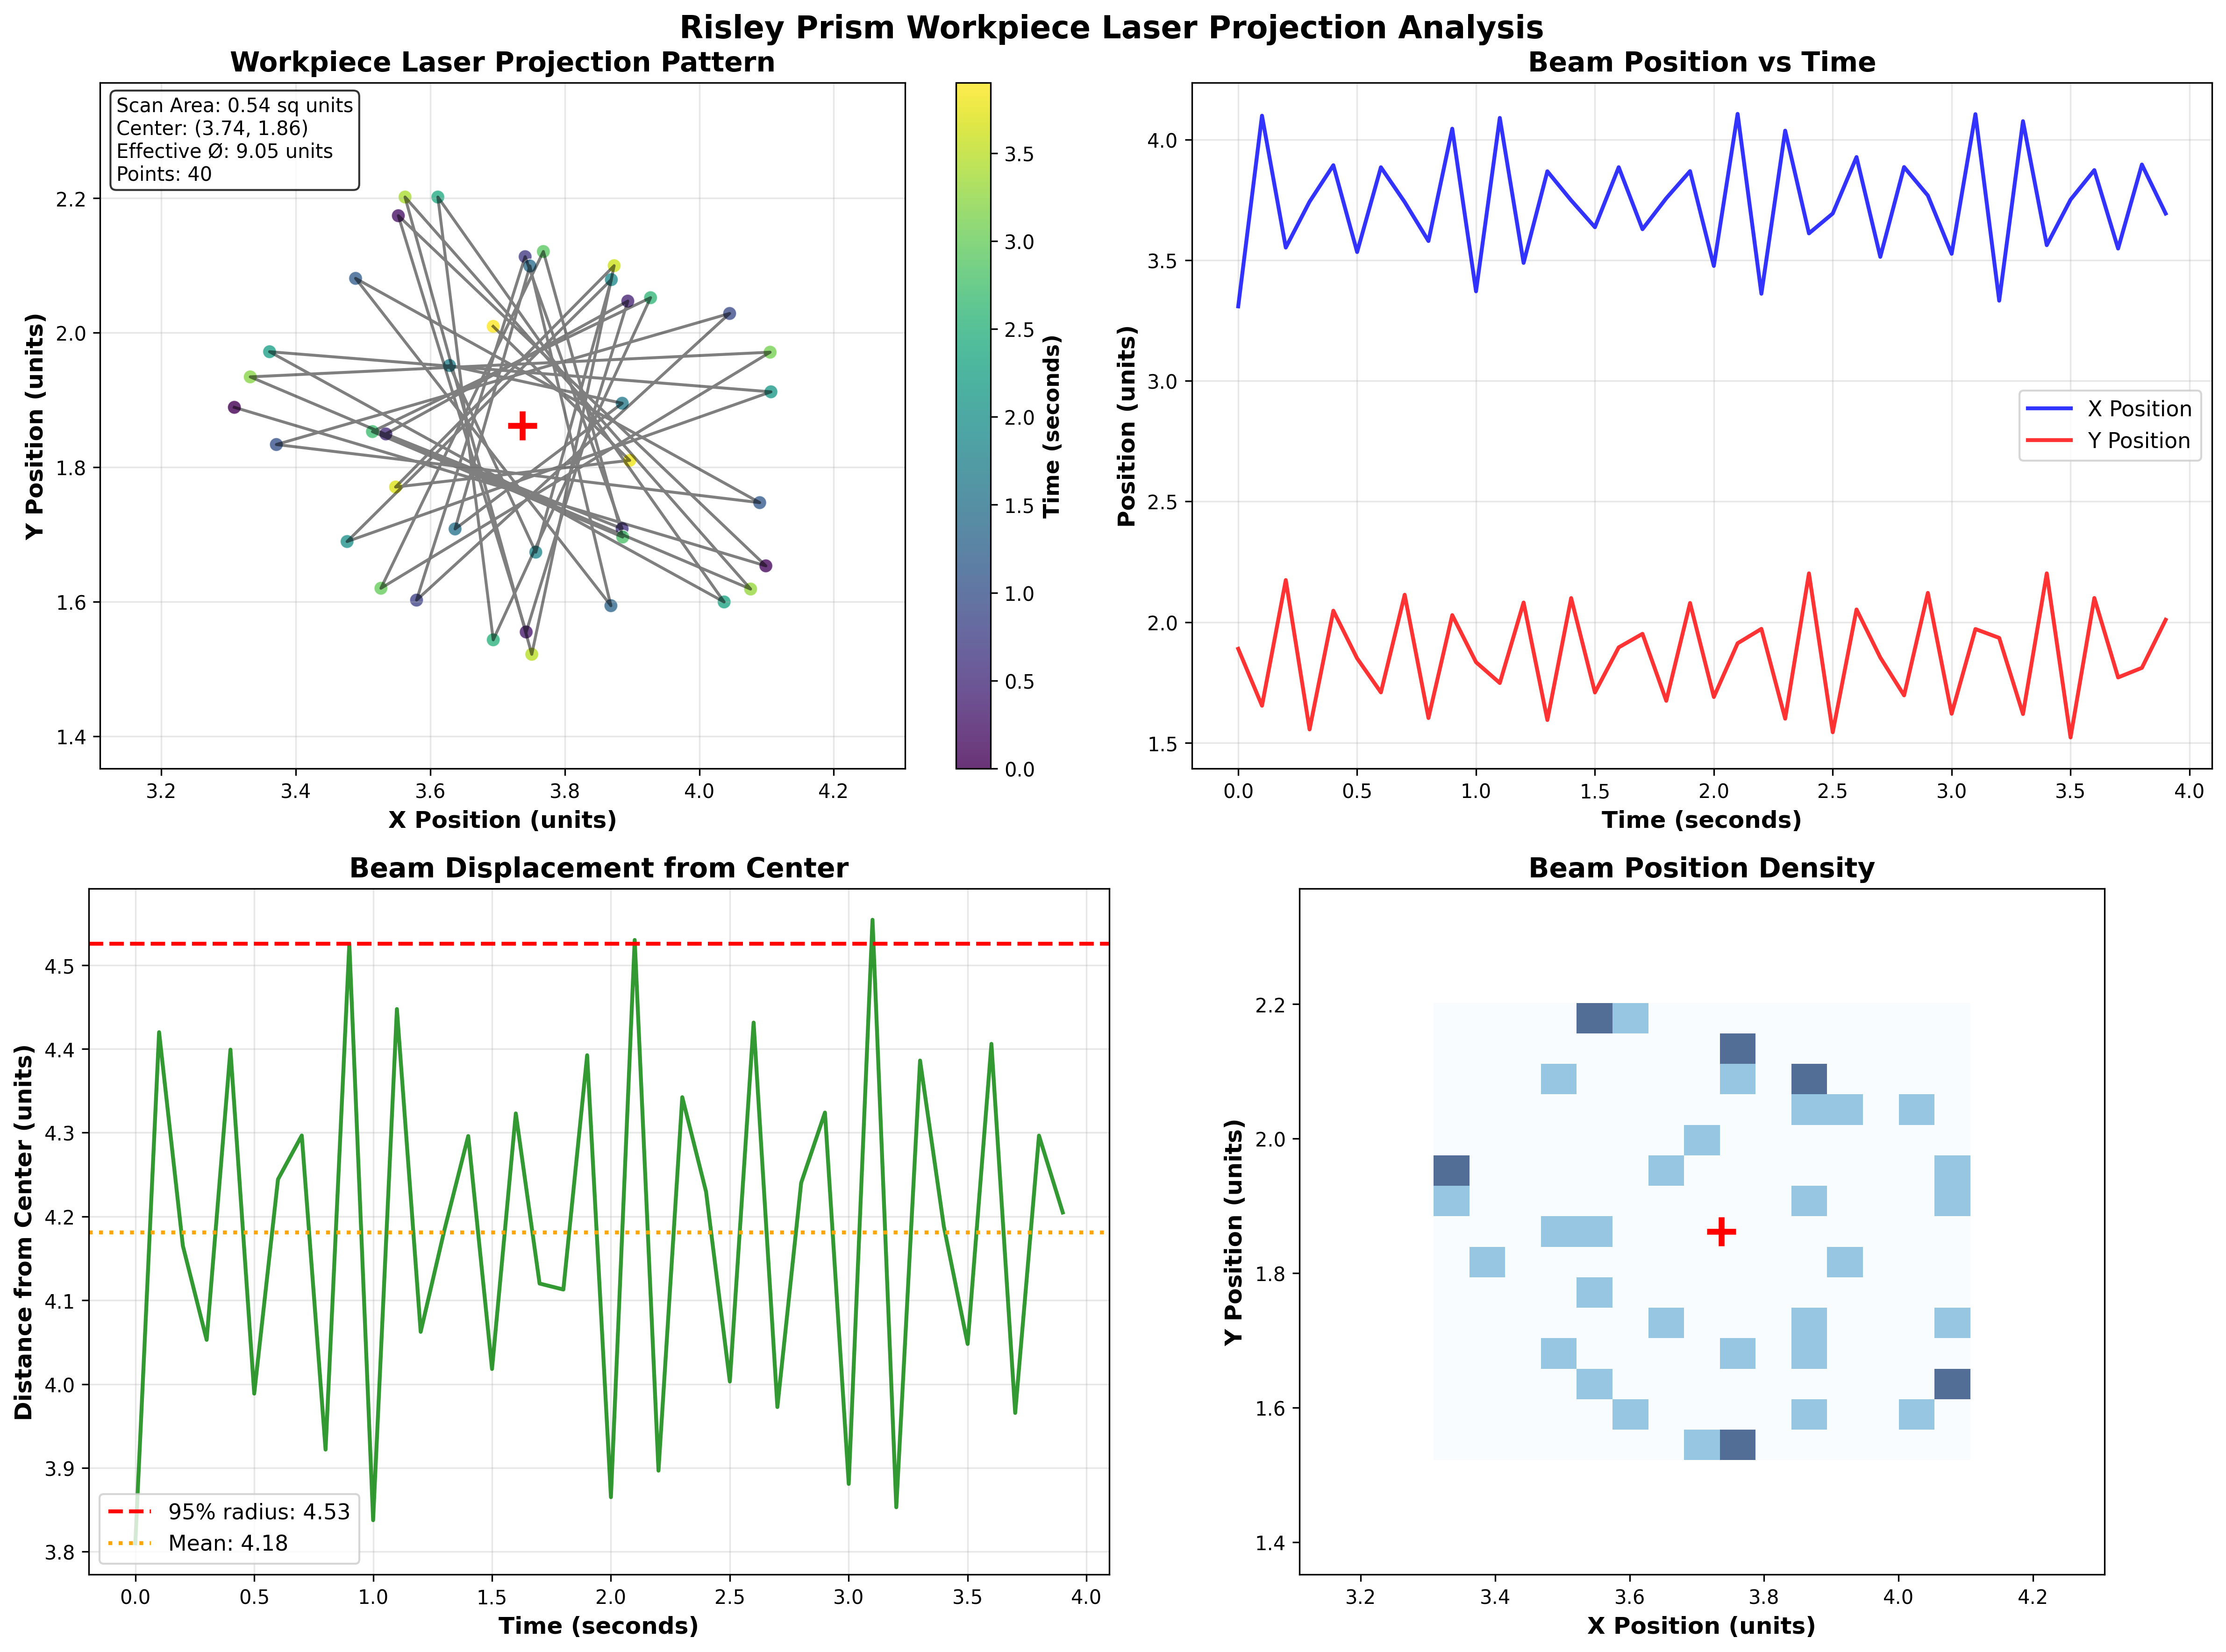 Risley Prism Workpiece Laser Projection Analysis
Workpiece Laser Projection Pattern
Scan Area: 0.54 sq units
Center: (3.74, 1.86)
Effective Ø: 9.05 units
Points: 40
2.2
2.0
1.8
1.6
1.4
Y Position (units)
3.2
3.4
3.6
3.8
4.0
4.2
X Position (units)
3.5
3.0
2.5
2.0
1.5
1.0
0.5
0.0
Time (seconds)
Beam Position vs Time
4.0
3.5
3.0
2.5
2.0
1.5
Position (units)
X Position
Y Position
0.0
0.5
1.0
1.5
2.0
2.5
3.0
3.5
4.0
Time (seconds)
Beam Displacement from Center
4.5
4.4
4.3
4.2
4.1
4.0
3.9
3.8
Distance from Center (units)
95% radius: 4.53
Mean: 4.18
0.0
0.5
1.0
1.5
2.0
2.5
3.0
3.5
4.0
Time (seconds)
Beam Position Density
2.2
2.0
1.8
1.6
1.4
Y Position (units)
3.2
3.4
3.6
3.8
4.0
4.2
X Position (units)